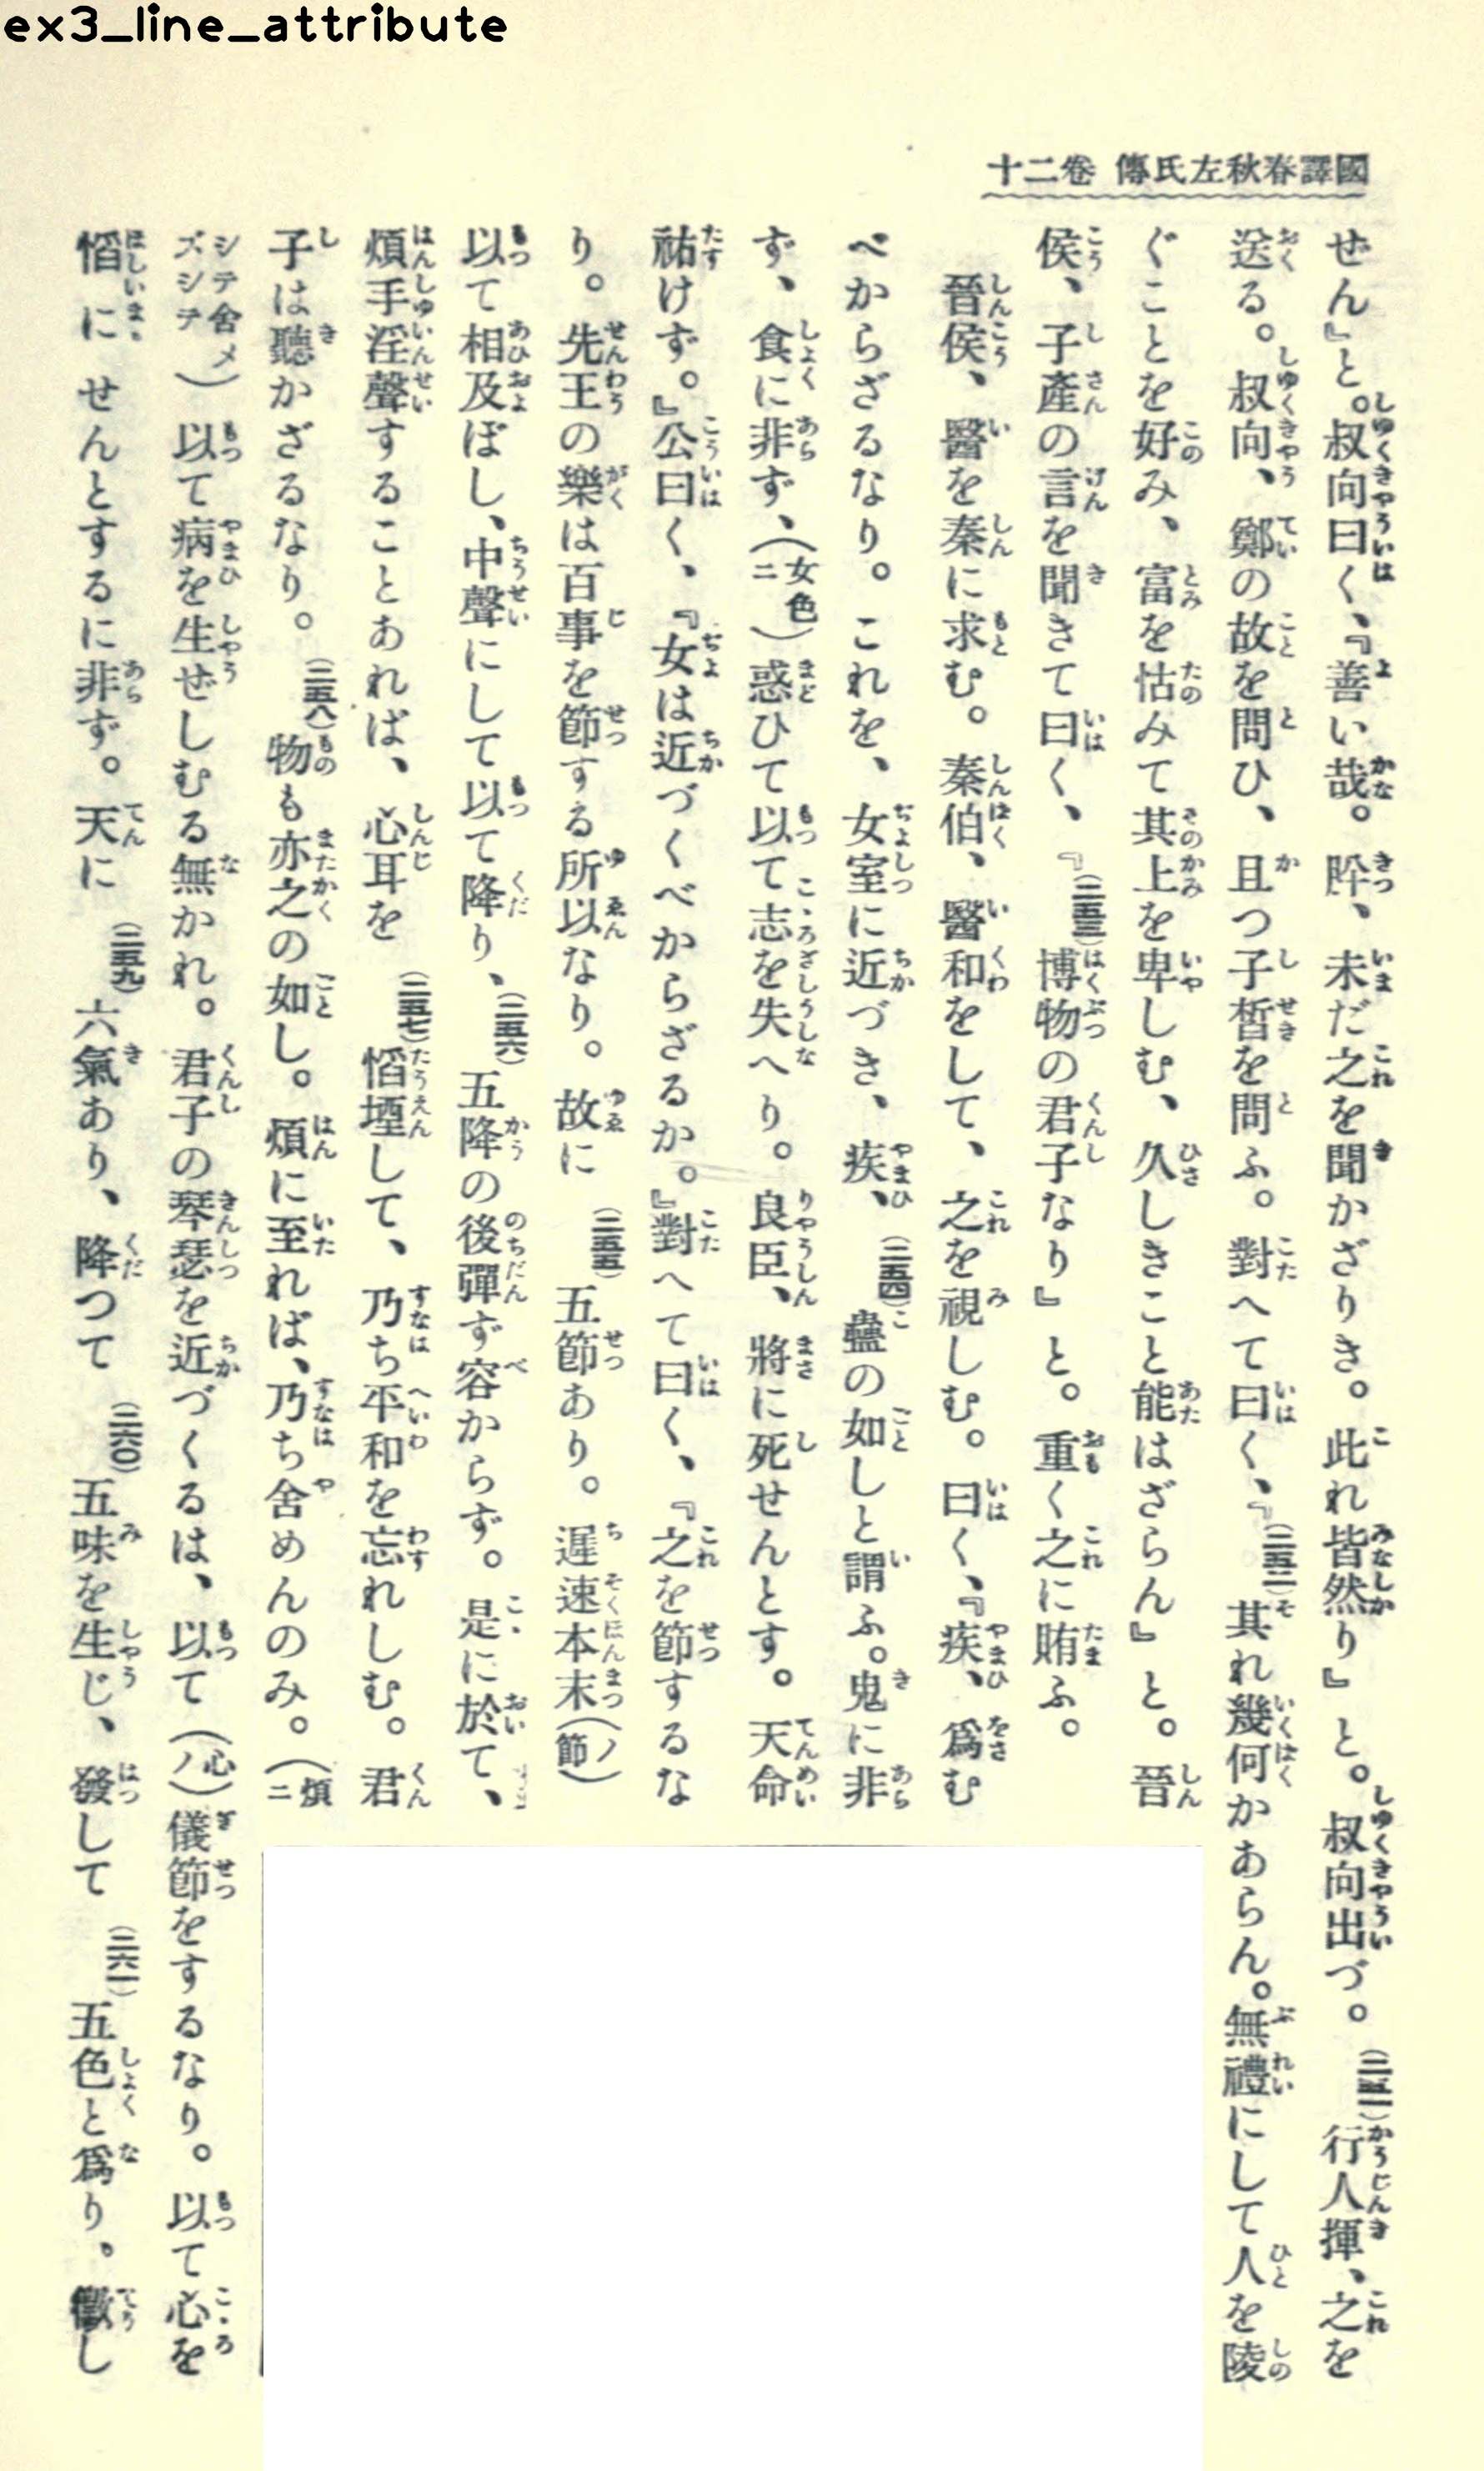 ex3_line_attribute
國譯春秋左氏傳 卷二十
ぜん』と。叔向曰く、『善い哉。肸、未だ之を聞かざりき。此れ皆然り』と。叔向出づ。(二五一)行人揮、之を
送る。叔向、鄭の故を問ひ、且つ子皙を問ふ。對へて曰く、『(二五二)其れ幾何かあらん。無禮にして人を陵
ぐことを好み、富を怙みて其上を卑しむ、久しきこと能はざらん』と。晉
侯、子產の言を聞きて曰く、『(二五三)博物の君子なり』と。重く之に賄ふ。
晉侯、醫を秦に求む。秦伯、醫和をして、之を視しむ。曰く、『疾、爲む
べからざるなり。これを、女室に近づき、疾、(二五四)蠱の如しと謂ふ。鬼に非
ず、食に非ず、(女色ニ)惑ひて以て志を失へり。良臣、將に死せんとす。天命
祐けず。』公曰く、『女は近づくべからざるか。』對へて曰く、『之を節するな
り。先王の樂は百事を節する所以なり。故に(二五五)五節あり。遲速本末(ノ節)
以て相及ぼし、中聲にして以て降り、(二五六)五降の後彈ず容からず。是に於て、
煩手淫聲することあれば、心耳を(二五七)慆堙して、乃ち平和を忘れしむ。君
子は聽かざるなり。(二五八)物も亦之の如し。煩に至れば、乃ち舍めんのみ。(煩ニ
シテ舍メズシテ)以て病を生ぜしむる無かれ。君子の琴瑟を近づくるは、以て(心ノ)儀節をするなり。以て心を
慆にせんとするに非ず。天に(二五九)六氣あり、降つて(二六〇)五味を生じ、發して(二六一)五色と爲り。徵し